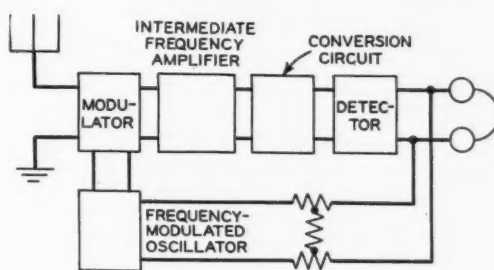 INTERMEDIATE
FREQUENCY
AMPLIFIER
CONVERSION
CIRCUIT
MODU-
LATOR
DETEC-
TOR
FREQUENCY-
MODULATED
OSCILLATOR